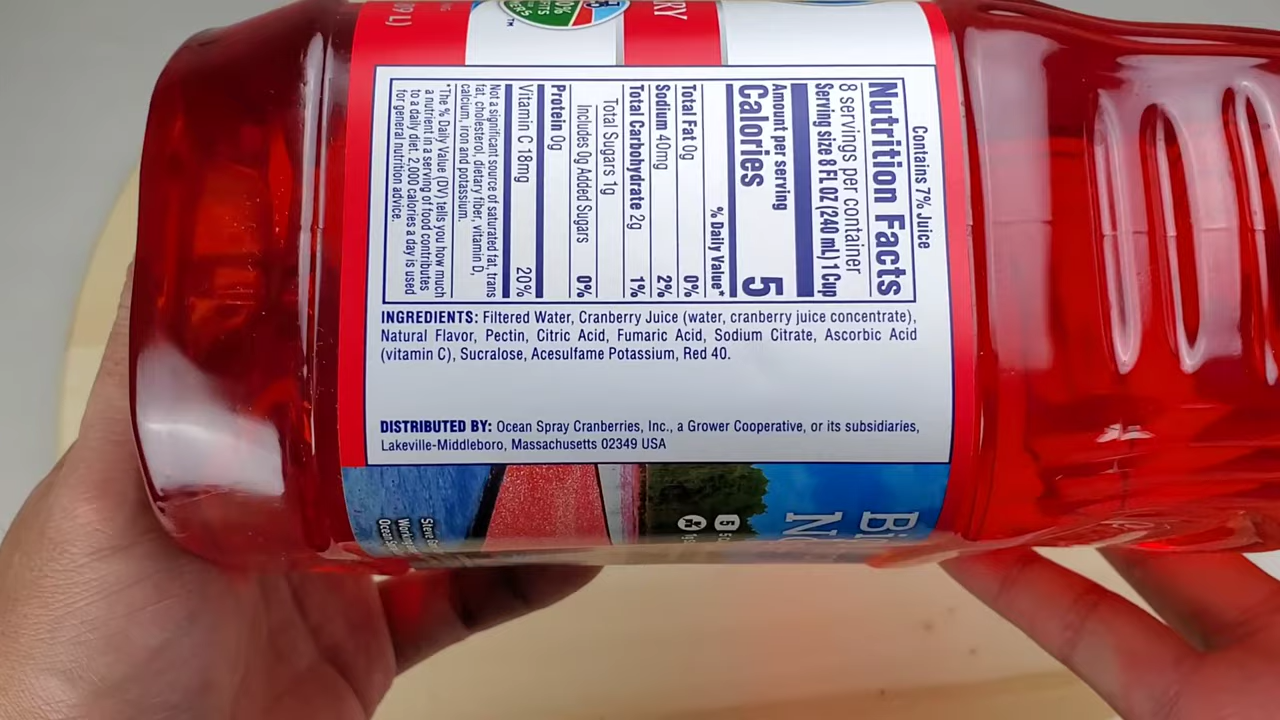 Contains 7% Juice
Nutrition Facts
8 servings per container
Serving size 8 FL OZ (240 mL) 1 Cup
Amount per serving
Calories 5
% Daily Value*
Total Fat 0g 0%
Sodium 40mg 2%
Total Carbohydrate 2g 1%
Total Sugars 1g
Includes 0g Added Sugars 0%
Protein 0g
Vitamin C 18mg 20%
Not a significant source of saturated fat, trans
fat, cholesterol, dietary fiber, vitamin D,
calcium, iron and potassium.
*The % Daily Value (DV) tells you how much
a nutrient in a serving of food contributes
to a daily diet. 2,000 calories a day is used
for general nutrition advice.
INGREDIENTS: Filtered Water, Cranberry Juice (water, cranberry juice concentrate),
Natural Flavor, Pectin, Citric Acid, Fumaric Acid, Sodium Citrate, Ascorbic Acid
(vitamin C), Sucralose, Acesulfame Potassium, Red 40.
DISTRIBUTED BY: Ocean Spray Cranberries, Inc., a Grower Cooperative, or its subsidiaries,
Lakeville-Middleboro, Massachusetts 02349 USA
RY
TM
5
Steve